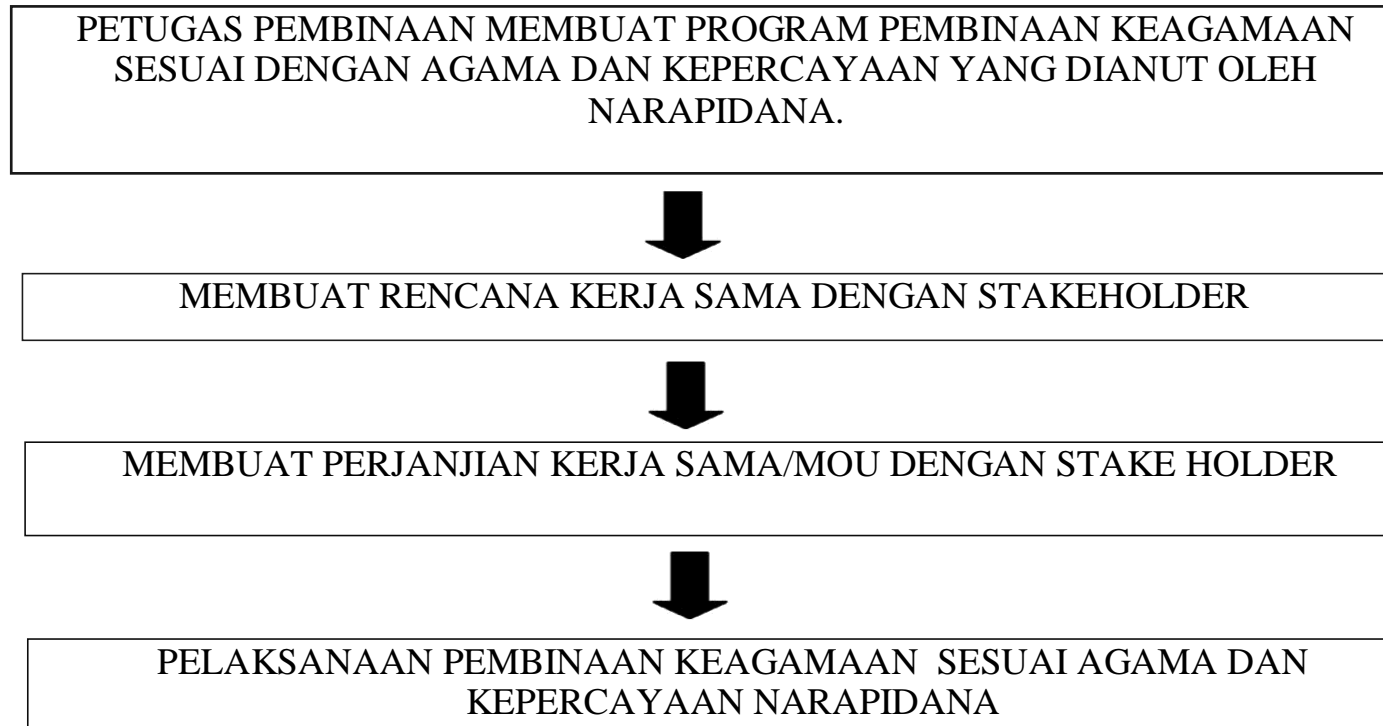 PETUGAS PEMBINAAN MEMBUAT PROGRAM PEMBINAAN KEAGAMAAN
SESUAI DENGAN AGAMA DAN KEPERCAYAAN YANG DIANUT OLEH
NARAPIDANA.
MEMBUAT RENCANA KERJA SAMA DENGAN STAKEHOLDER
MEMBUAT PERJANJIAN KERJA SAMA/MOU DENGAN STAKE HOLDER
PELAKSANAAN PEMBINAAN KEAGAMAAN SESUAI AGAMA DAN
KEPERCAYAAN NARAPIDANA